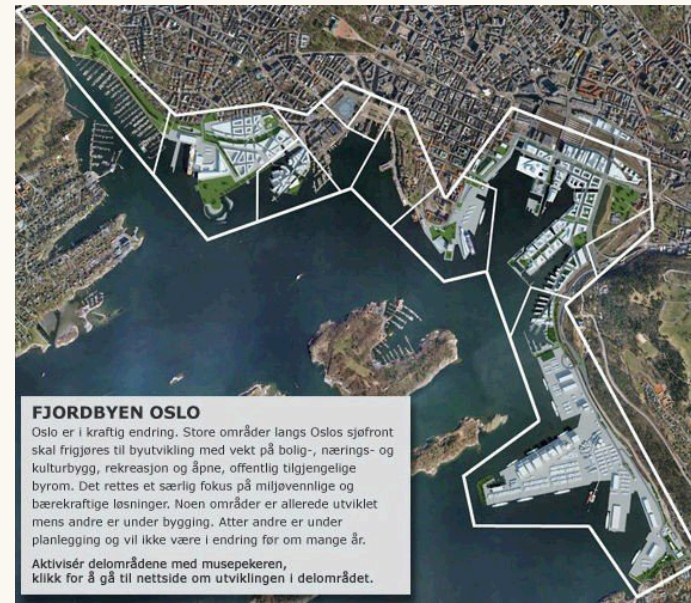 FJORDBYEN OSLO
Oslo er i kraftig endring. Store områder langs Oslos sjøfront
skal frigjøres til byutvikling med vekt på bolig-, nærings- og
kulturbygg, rekreasjon og åpne, offentlig tilgjengelige
byrom. Det rettes et særlig fokus på miljøvennlige og
bærekraftige løsninger. Noen områder er allerede utviklet
mens andre er under bygging. Atter andre er under
planlegging og vil ikke være i endring før om mange år.
Aktivisér delområdene med musepekeren,
klikk for å gå til nettside om utviklingen i delområdet.